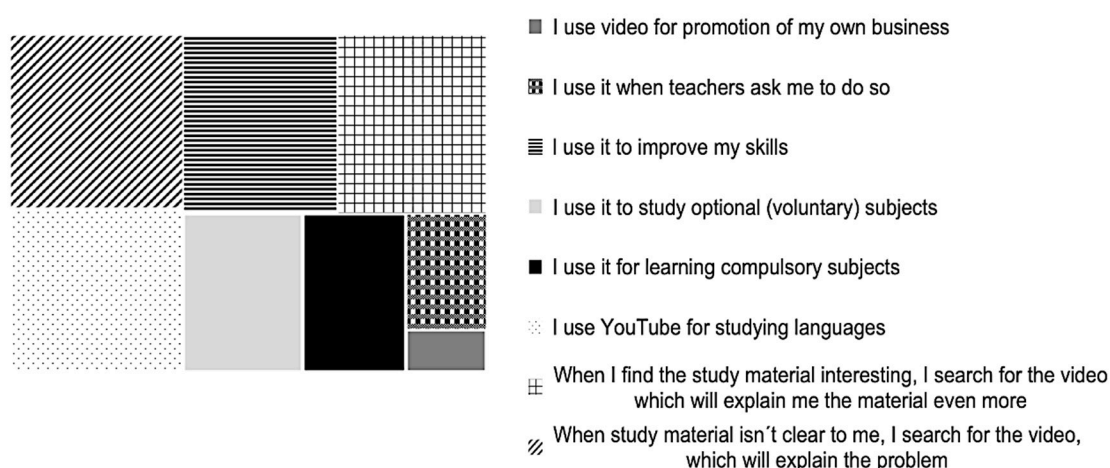 I use video for promotion of my own business
I use it when teachers ask me to do so
I use it to improve my skills
I use it to study optional (voluntary) subjects
I use it for learning compulsory subjects
I use YouTube for studying languages
When I find the study material interesting, I search for the video
which will explain me the material even more
When study material isn´t clear to me, I search for the video,
which will explain the problem